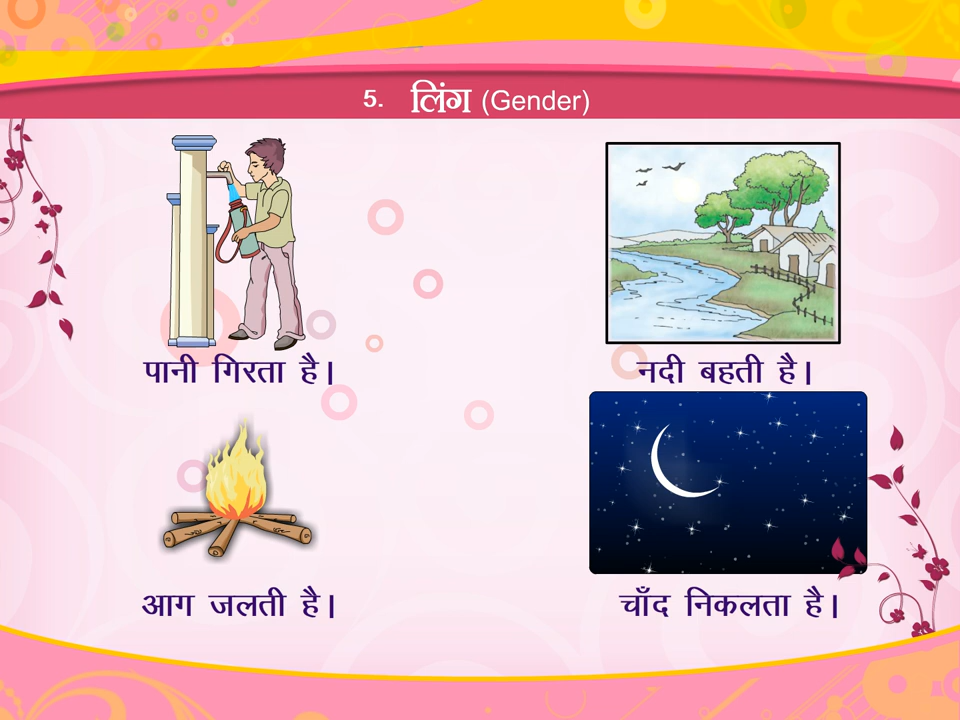 5. लिंग (Gender)
पानी गिरता है।
नदी बहती है।
आग जलती है।
चाँद निकलता है।